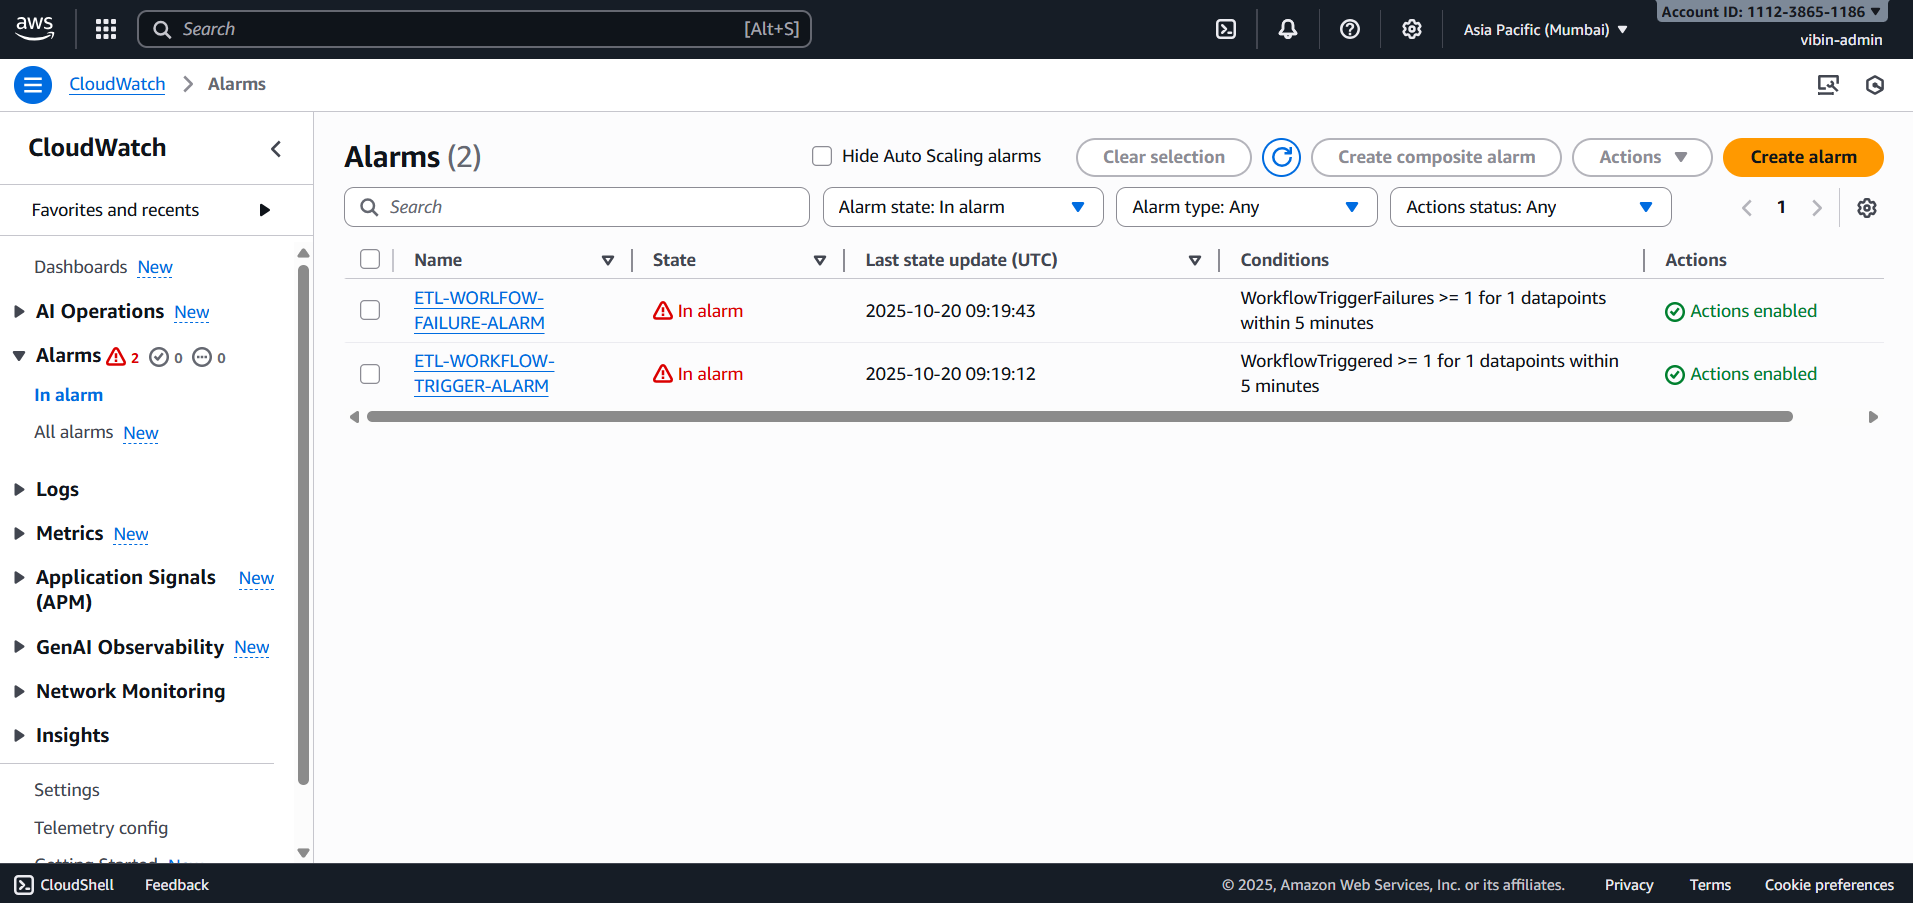 aws
Search [Alt+S]
Asia Pacific (Mumbai)
Account ID: 1112-3865-1186
vibin-admin
CloudWatch
Alarms
CloudWatch
Favorites and recents
Dashboards New
AI Operations New
Alarms 2 0 0
In alarm
All alarms New
Logs
Metrics New
Application Signals New
(APM)
GenAI Observability New
Network Monitoring
Insights
Settings
Telemetry config
Getting Started New
Alarms (2)
Hide Auto Scaling alarms
Clear selection
Create composite alarm
Actions
Create alarm
Search
Alarm state: In alarm
Alarm type: Any
Actions status: Any
1
Name State Last state update (UTC) Conditions Actions
ETL-WORLFOW-
FAILURE-ALARM
In alarm
2025-10-20 09:19:43
WorkflowTriggerFailures >= 1 for 1 datapoints
within 5 minutes
Actions enabled
ETL-WORKFLOW-
TRIGGER-ALARM
In alarm
2025-10-20 09:19:12
WorkflowTriggered >= 1 for 1 datapoints within
5 minutes
Actions enabled
CloudShell Feedback
© 2025, Amazon Web Services, Inc. or its affiliates. Privacy Terms Cookie preferences